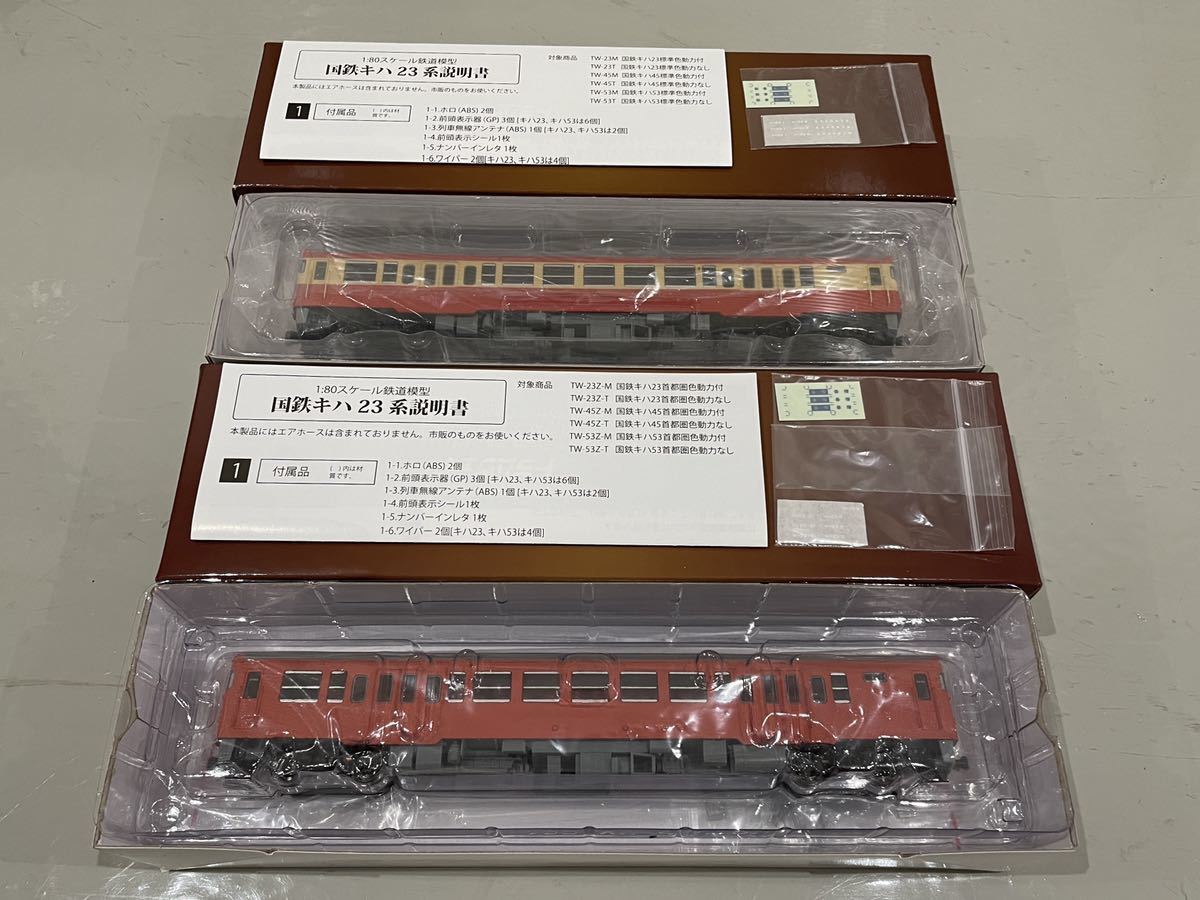 1:80スケール鉄道模型
国鉄キハ 23 系説明書
本製品にはエアホースは含まれておりません。市販のものをお使いください。
対象商品
TW-23M 国鉄キハ23標準色動力付
TW-23T 国鉄キハ23標準色動力なし
TW-45M 国鉄キハ45標準色動力付
TW-45T 国鉄キハ45標準色動力なし
TW-53M 国鉄キハ53標準色動力付
TW-53T 国鉄キハ53標準色動力なし
1 付属品 ( )内は材質です。
1-1.ホロ(ABS) 2個
1-2.前頭表示器(GP) 3個 [キハ23、キハ53は6個]
1-3.列車無線アンテナ(ABS) 1個 [キハ23、キハ53は2個]
1-4.前頭表示シール1枚
1-5.ナンバーインレタ 1枚
1-6.ワイパー 2個[キハ23、キハ53は4個]
1:80スケール鉄道模型
国鉄キハ 23 系説明書
本製品にはエアホースは含まれておりません。市販のものをお使いください。
対象商品
TW-23Z-M 国鉄キハ23首都圏色動力付
TW-23Z-T 国鉄キハ23首都圏色動力なし
TW-45Z-M 国鉄キハ45首都圏色動力付
TW-45Z-T 国鉄キハ45首都圏色動力なし
TW-53Z-M 国鉄キハ53首都圏色動力付
TW-53Z-T 国鉄キハ53首都圏色動力なし
1 付属品 ( )内は材質です。
1-1.ホロ(ABS) 2個
1-2.前頭表示器(GP) 3個 [キハ23、キハ53は6個]
1-3.列車無線アンテナ(ABS) 1個 [キハ23、キハ53は2個]
1-4.前頭表示シール1枚
1-5.ナンバーインレタ 1枚
1-6.ワイパー 2個[キハ23、キハ53は4個]